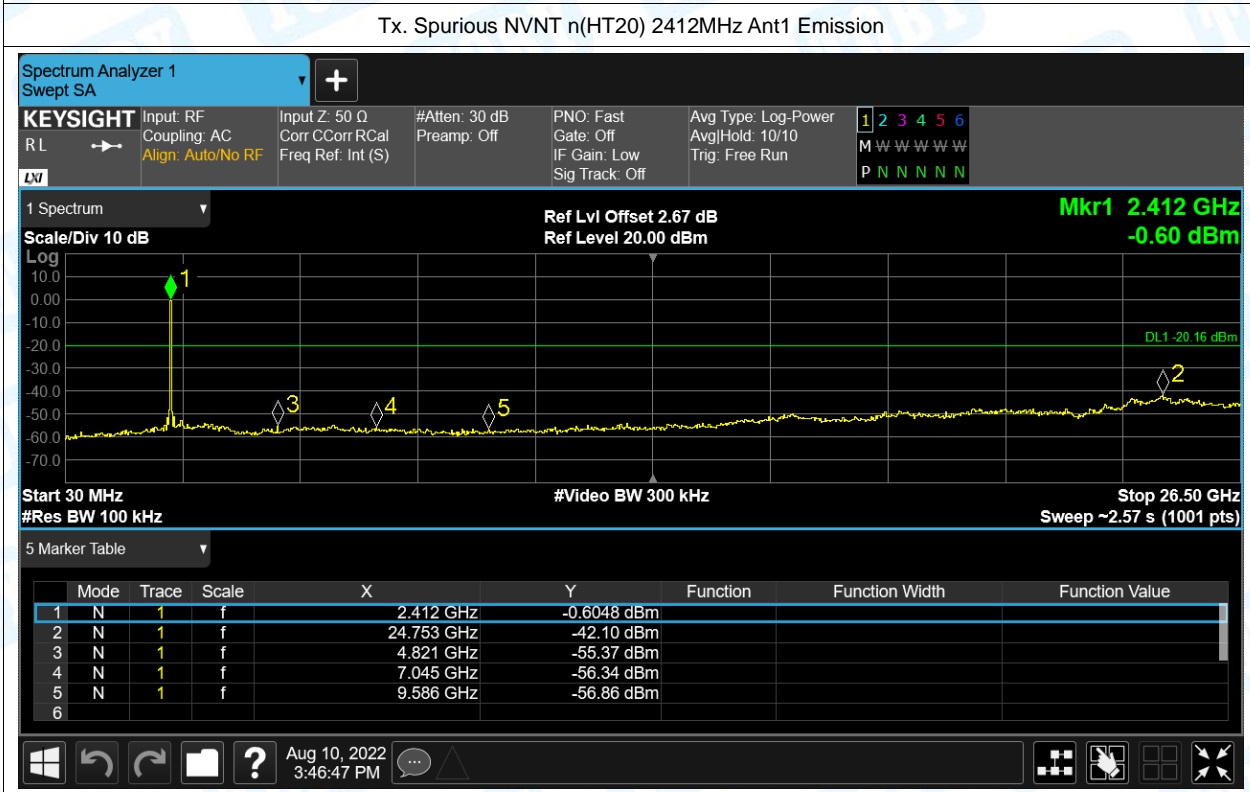 Tx. Spurious NVNT n(HT20) 2412MHz Ant1 Emission
Spectrum Analyzer 1
Swept SA
KEYSIGHT
R L
LXI
Input: RF
Coupling: AC
Align: Auto/No RF
Input Z: 50 Ω
Corr CCorr RCal
Freq Ref: Int (S)
#Atten: 30 dB
Preamp: Off
PNO: Fast
Gate: Off
IF Gain: Low
Sig Track: Off
Avg Type: Log-Power
Avg|Hold: 10/10
Trig: Free Run
1 2 3 4 5 6
M W W W W W
P N N N N N
1 Spectrum
Scale/Div 10 dB
Ref Lvl Offset 2.67 dB
Ref Level 20.00 dBm
Mkr1 2.412 GHz
-0.60 dBm
Log
10.0
0.00
-10.0
-20.0
-30.0
-40.0
-50.0
-60.0
-70.0
1
DL1 -20.16 dBm
2
3
4
5
Start 30 MHz
#Res BW 100 kHz
#Video BW 300 kHz
Stop 26.50 GHz
Sweep ~2.57 s (1001 pts)
5 Marker Table
Mode Trace Scale X Y Function Function Width Function Value
1 N 1 f 2.412 GHz -0.6048 dBm
2 N 1 f 24.753 GHz -42.10 dBm
3 N 1 f 4.821 GHz -55.37 dBm
4 N 1 f 7.045 GHz -56.34 dBm
5 N 1 f 9.586 GHz -56.86 dBm
6
?
Aug 10, 2022
3:46:47 PM